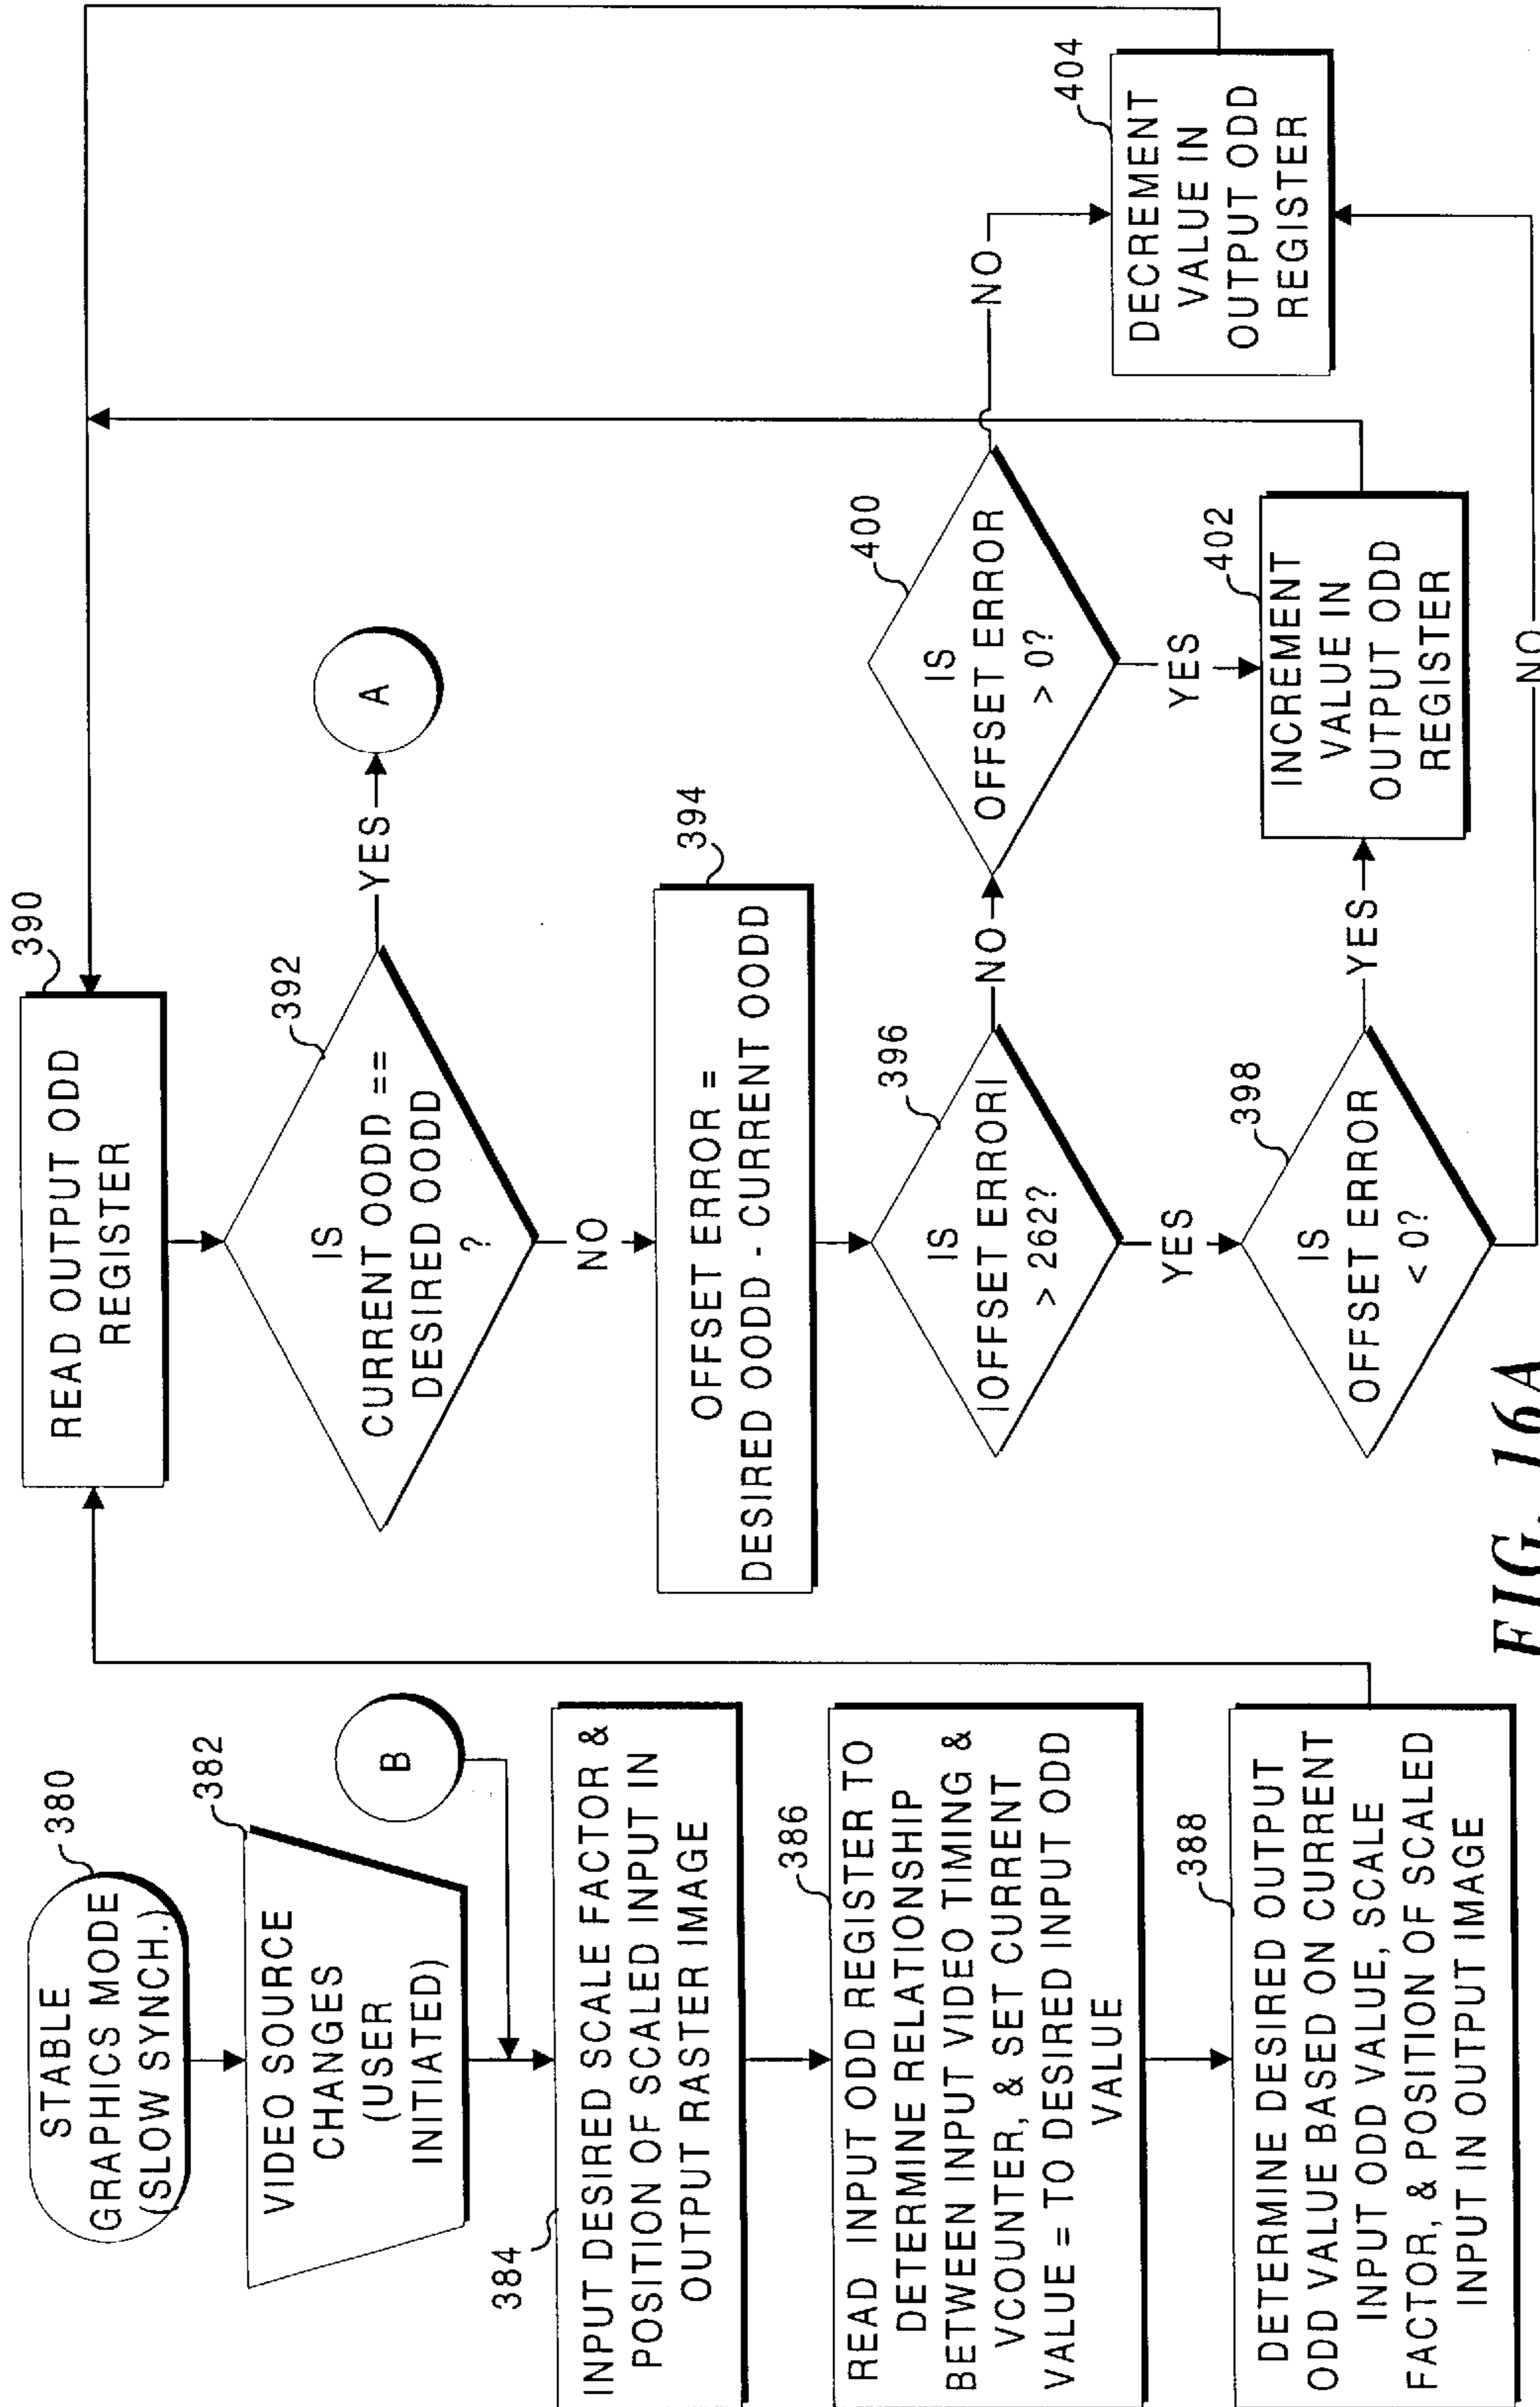 380
STABLE
GRAPHICS MODE
(SLOW SYNCH.)
382
VIDEO SOURCE
CHANGES
(USER
INITIATED)
B
384
INPUT DESIRED SCALE FACTOR &
POSITION OF SCALED INPUT IN
OUTPUT RASTER IMAGE
386
READ INPUT ODD REGISTER TO
DETERMINE RELATIONSHIP
BETWEEN INPUT VIDEO TIMING &
VCOUNTER, & SET CURRENT
VALUE = TO DESIRED INPUT ODD
VALUE
388
DETERMINE DESIRED OUTPUT
ODD VALUE BASED ON CURRENT
INPUT ODD VALUE, SCALE
FACTOR, & POSITION OF SCALED
INPUT IN OUTPUT IMAGE
390
READ OUTPUT ODD
REGISTER
392
IS
CURRENT OODD ==
DESIRED OODD
?
YES
A
NO
394
OFFSET ERROR =
DESIRED OODD - CURRENT OODD
396
IS
IOFFSET ERRORI
> 262?
NO
YES
398
IS
OFFSET ERROR
< 0?
YES
NO
400
IS
OFFSET ERROR
> 0?
NO
YES
402
INCREMENT
VALUE IN
OUTPUT ODD
REGISTER
404
DECREMENT
VALUE IN
OUTPUT ODD
REGISTER
FIG. 16A